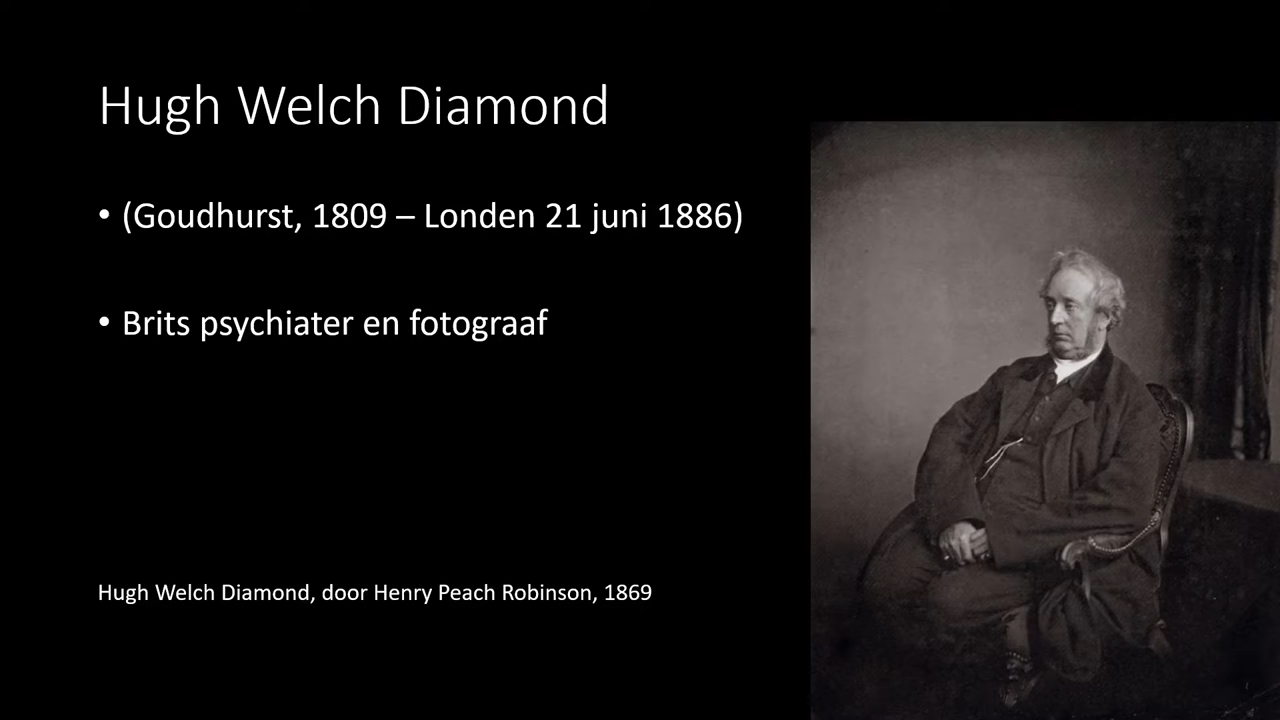 Hugh Welch Diamond
• (Goudhurst, 1809 – Londen 21 juni 1886)
• Brits psychiater en fotograaf
Hugh Welch Diamond, door Henry Peach Robinson, 1869